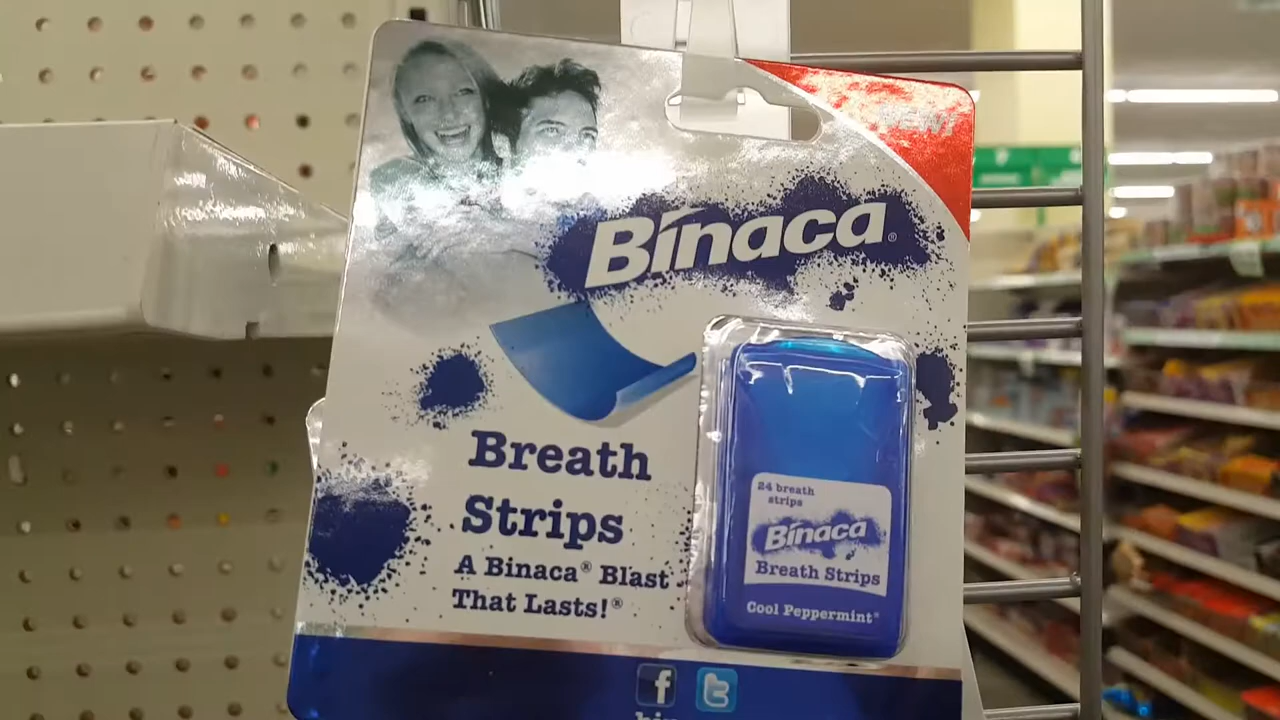 NEW!
Binaca®
Breath
Strips
A Binaca® Blast
That Lasts!®
24 breath
strips
Binaca
Breath Strips
Cool Peppermint®
f
t